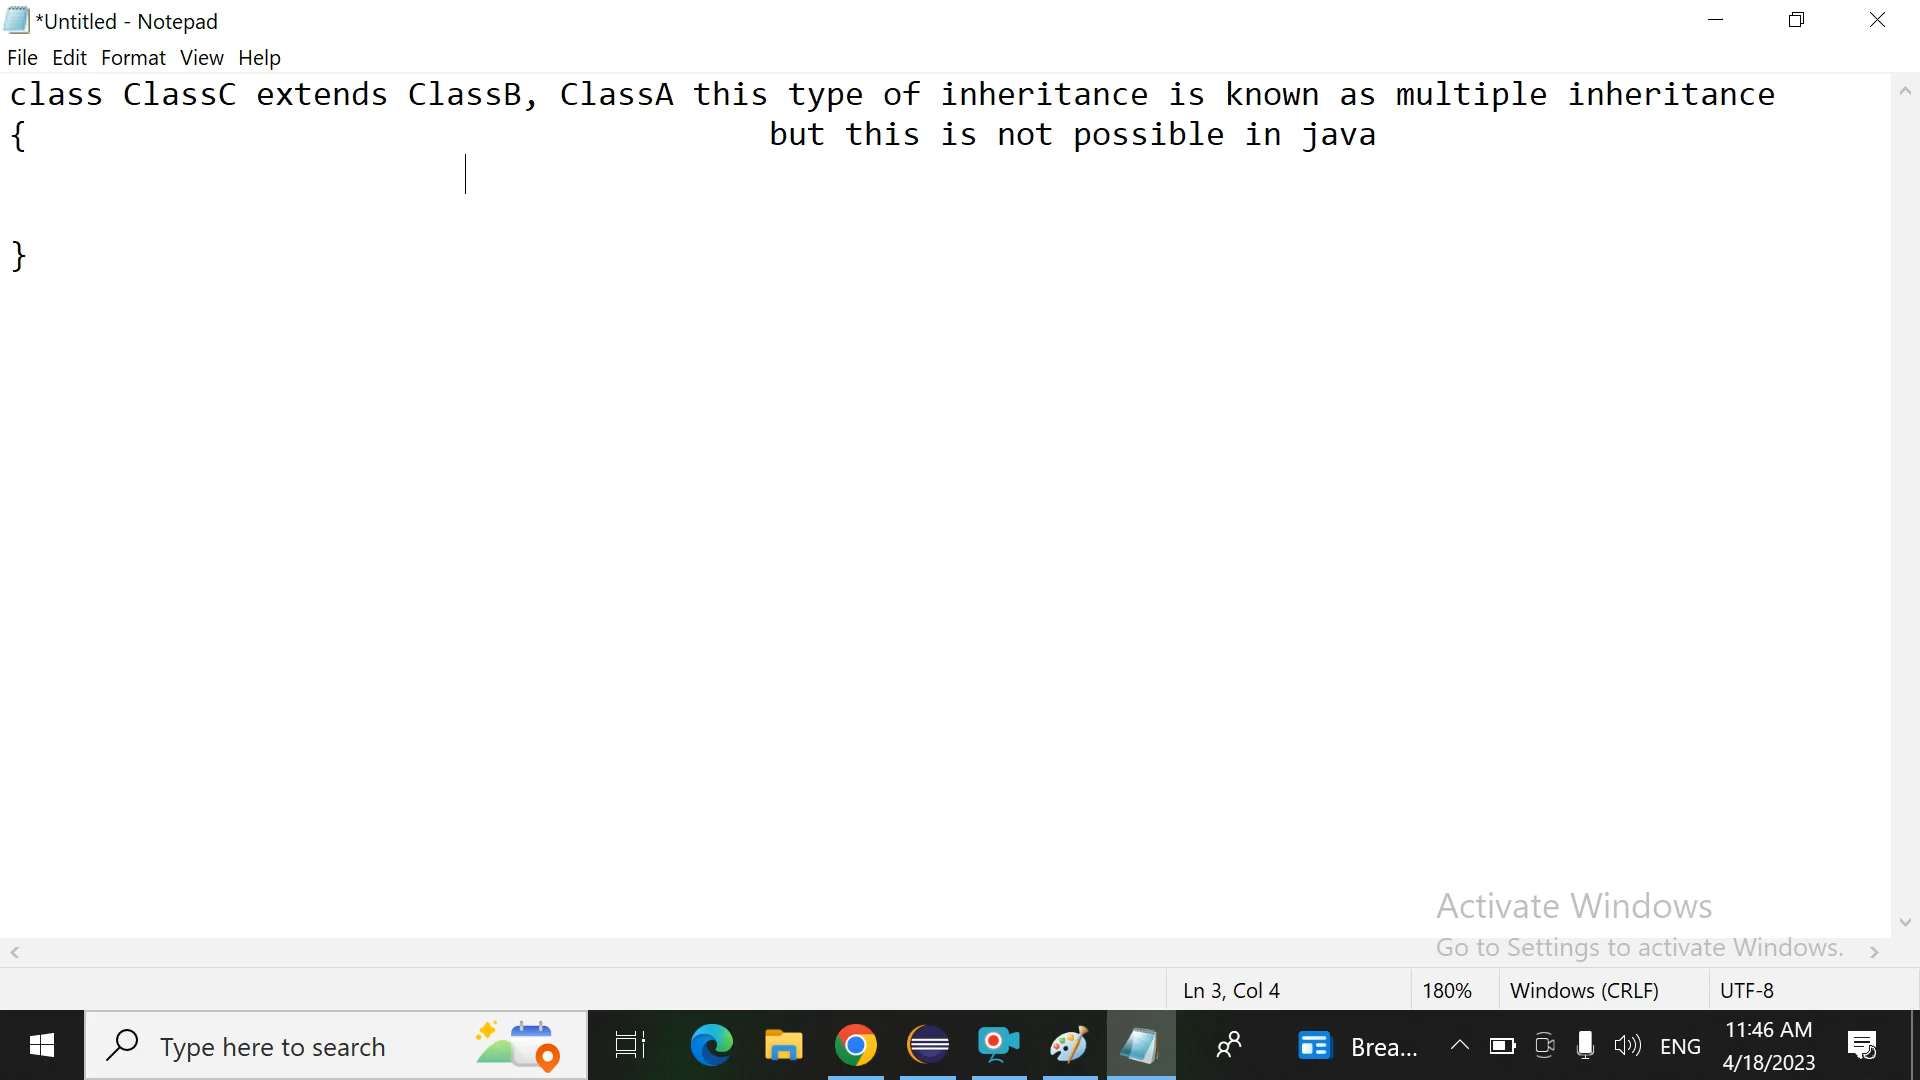 *Untitled - Notepad
File Edit Format View Help
class ClassC extends ClassB, ClassA this type of inheritance is known as multiple inheritance
{ but this is not possible in java
}
Activate Windows
Go to Settings to activate Windows.
Ln 3, Col 4 180% Windows (CRLF) UTF-8
Type here to search Brea... ENG 11:46 AM
4/18/2023